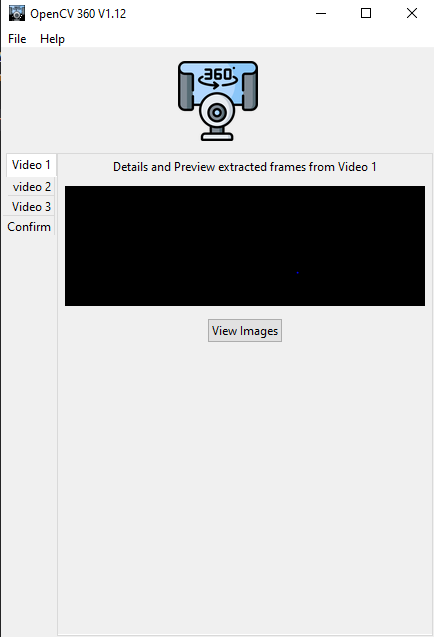 OpenCV 360 V1.12
File Help
360°
Video 1
video 2
Video 3
Confirm
Details and Preview extracted frames from Video 1
View Images